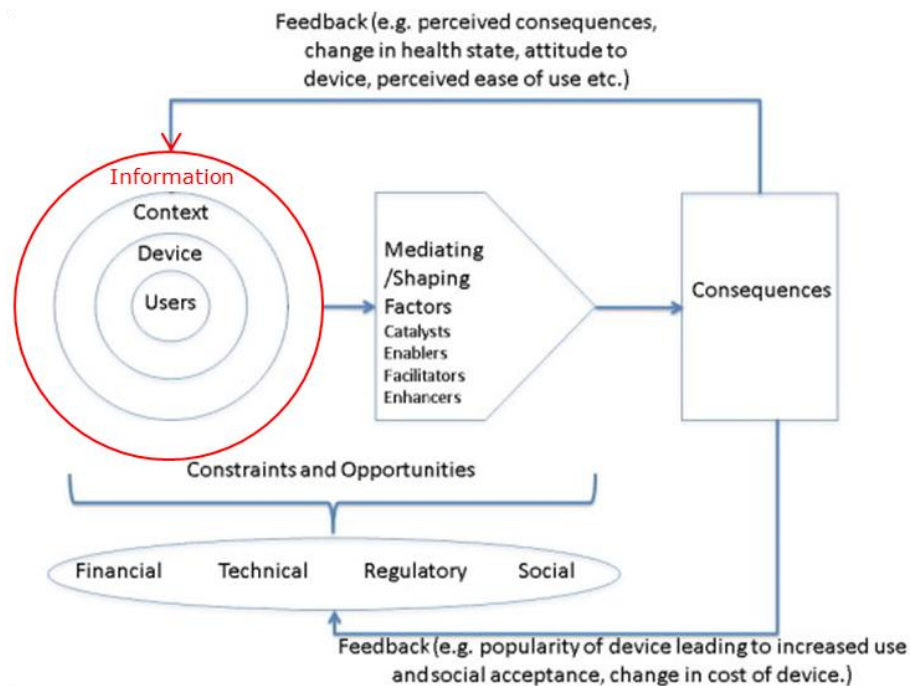 Feedback (e.g. perceived consequences,
change in health state, attitude to
device, perceived ease of use etc.)
Information
Context
Device
Users
Mediating
/Shaping
Factors
Catalysts
Enablers
Facilitators
Enhancers
Consequences
Constraints and Opportunities
Financial Technical Regulatory Social
Feedback (e.g. popularity of device leading to increased use
and social acceptance, change in cost of device.)